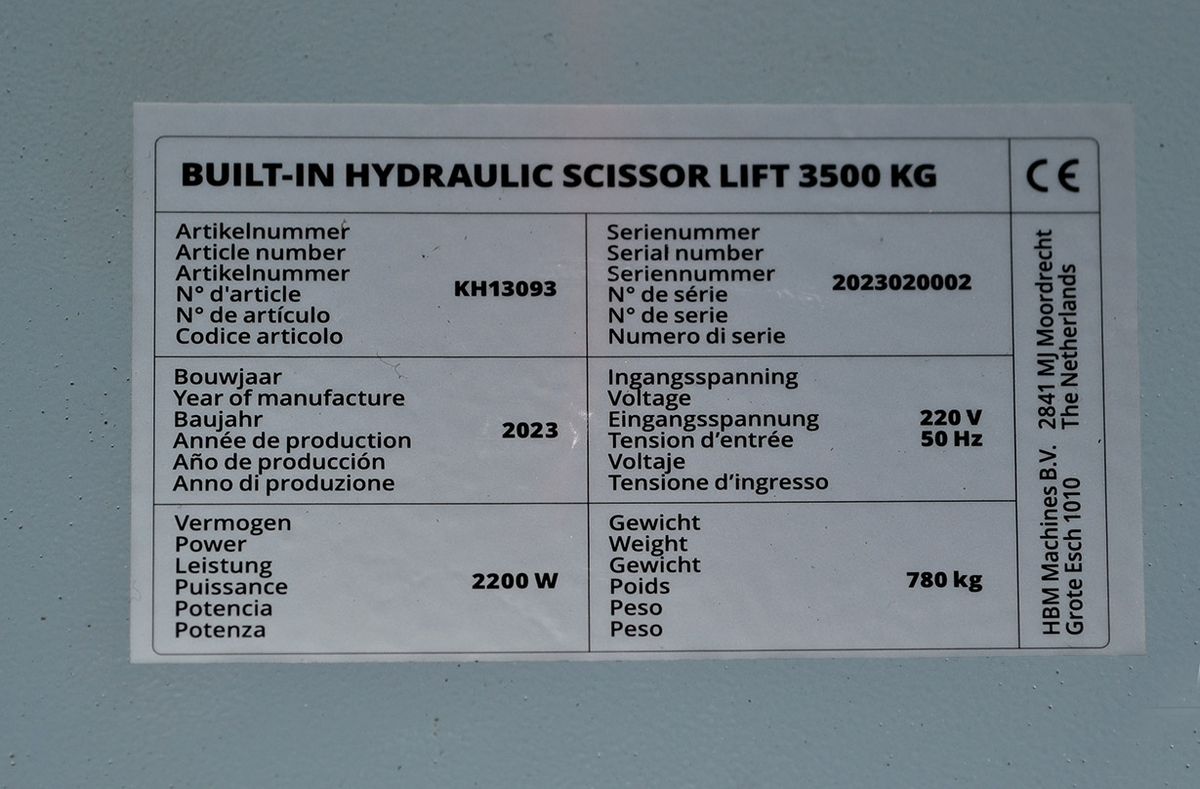 BUILT-IN HYDRAULIC SCISSOR LIFT 3500 KG
CE
Artikelnummer
Article number
Artikelnummer
N° d'article
N° de artículo
Codice articolo
KH13093
Serienummer
Serial number
Seriennummer
N° de série
N° de serie
Numero di serie
2023020002
Bouwjaar
Year of manufacture
Baujahr
Année de production
Año de producción
Anno di produzione
2023
Ingangsspanning
Voltage
Eingangsspannung
Tension d’entrée
Voltaje
Tensione d’ingresso
220 V
50 Hz
Vermogen
Power
Leistung
Puissance
Potencia
Potenza
2200 W
Gewicht
Weight
Gewicht
Poids
Peso
Peso
780 kg
HBM Machines B.V. 2841 MJ Moordrecht
Grote Esch 1010 The Netherlands